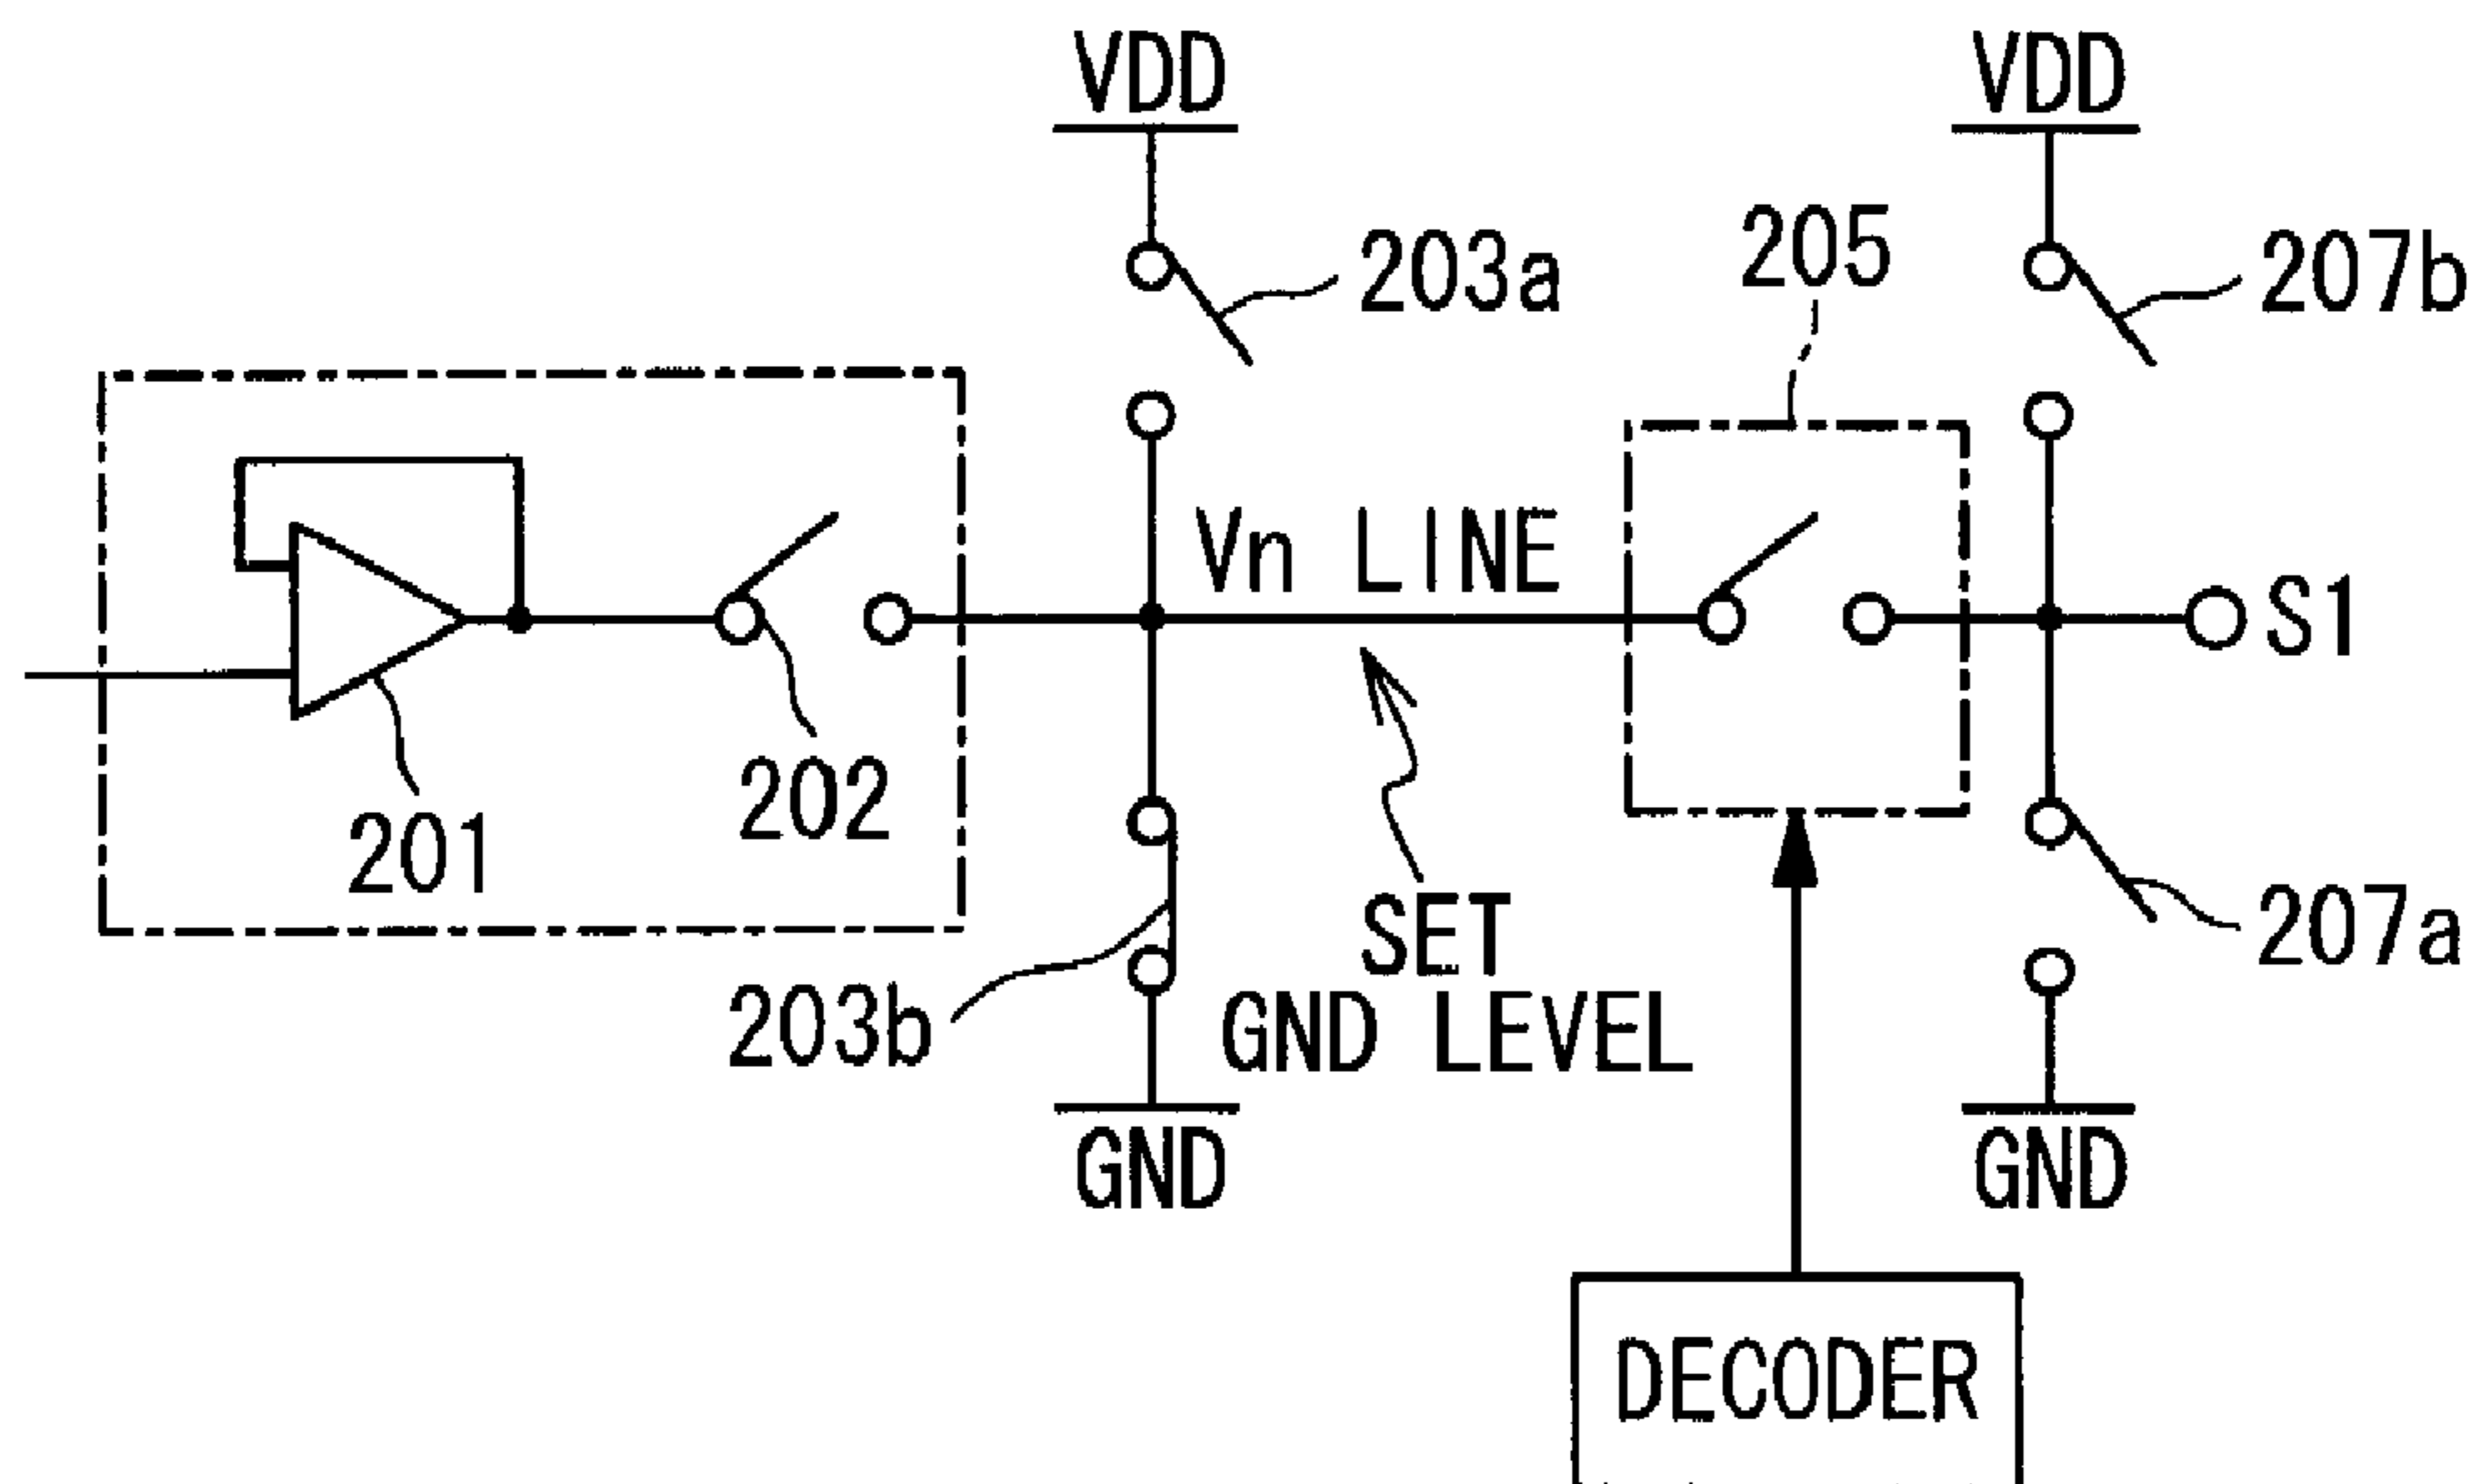 VDD
VDD
203a
205
207b
Vn LINE
S1
201
202
203b
SET
GND LEVEL
207a
GND
GND
DECODER